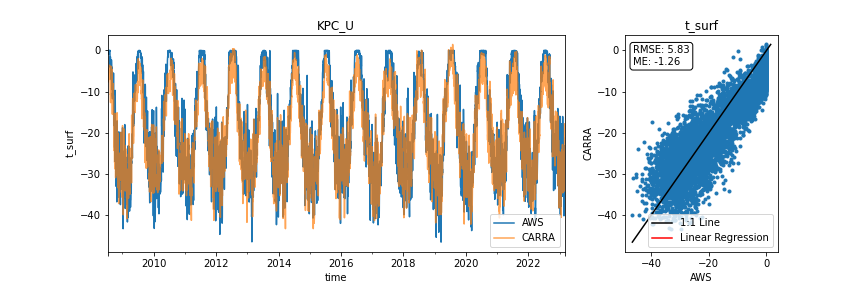 KPC_U
t_surf
0
−10
−20
−30
−40
t_surf
2010
2012
2014
2016
2018
2020
2022
time
AWS
CARRA
0
−10
−20
−30
−40
CARRA
RMSE: 5.83
ME: -1.26
1:1 Line
Linear Regression
−40
−20
0
AWS